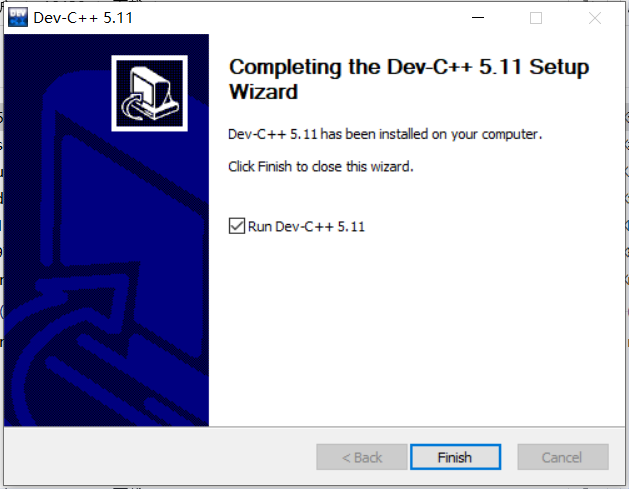 Dev-C++ 5.11
Completing the Dev-C++ 5.11 Setup
Wizard
Dev-C++ 5.11 has been installed on your computer.
Click Finish to close this wizard.
Run Dev-C++ 5.11
< Back
Finish
Cancel